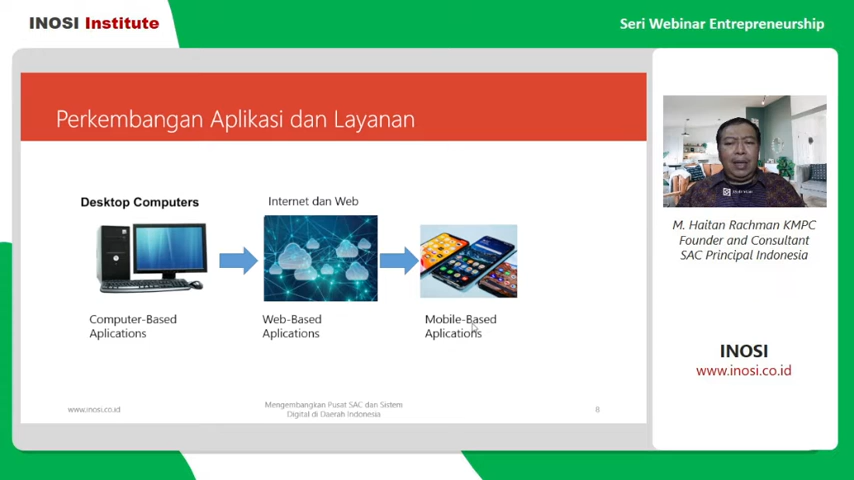 INOSI Institute
Seri Webinar Entrepreneurship
Perkembangan Aplikasi dan Layanan
Desktop Computers
Internet dan Web
Computer-Based
Aplications
Web-Based
Aplications
Mobile-Based
Aplications
www.inosi.co.id
Mengembangkan Pusat SAC dan Sistem
Digital di Daerah Indonesia
8
M. Haitan Rachman KMPC
Founder and Consultant
SAC Principal Indonesia
INOSI
www.inosi.co.id